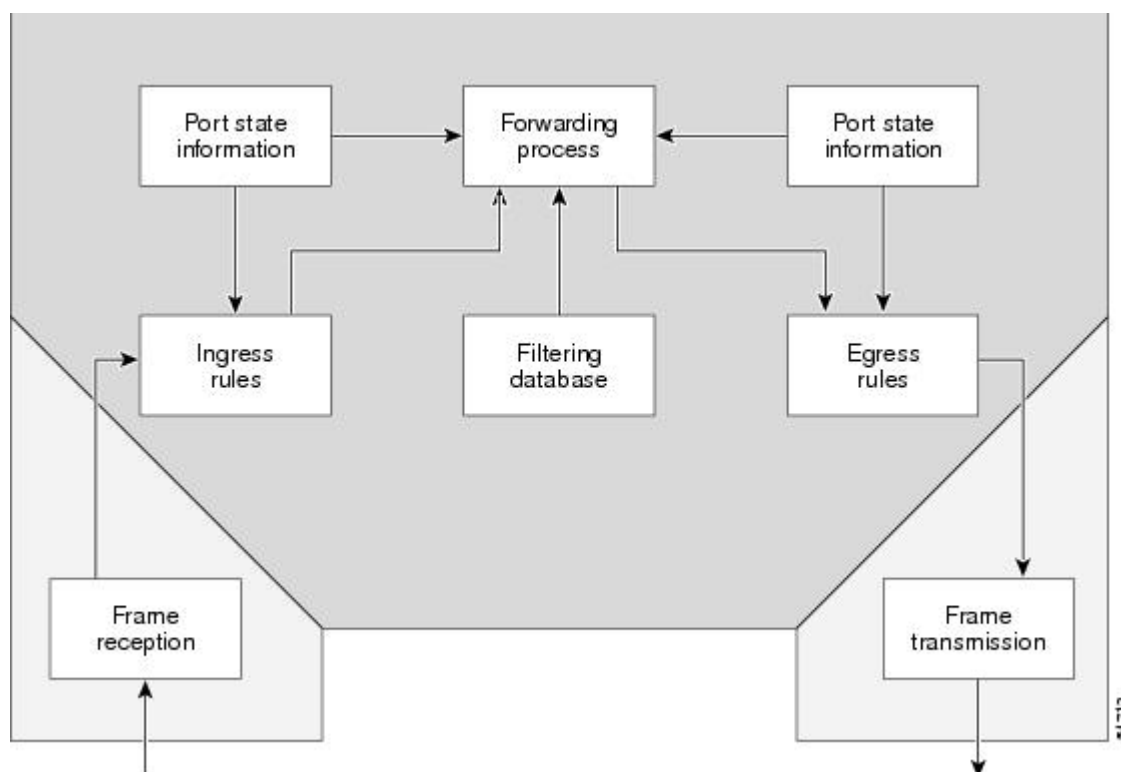 Port state
information
Forwarding
process
Port state
information
Ingress
rules
Filtering
database
Egress
rules
Frame
reception
Frame
transmission